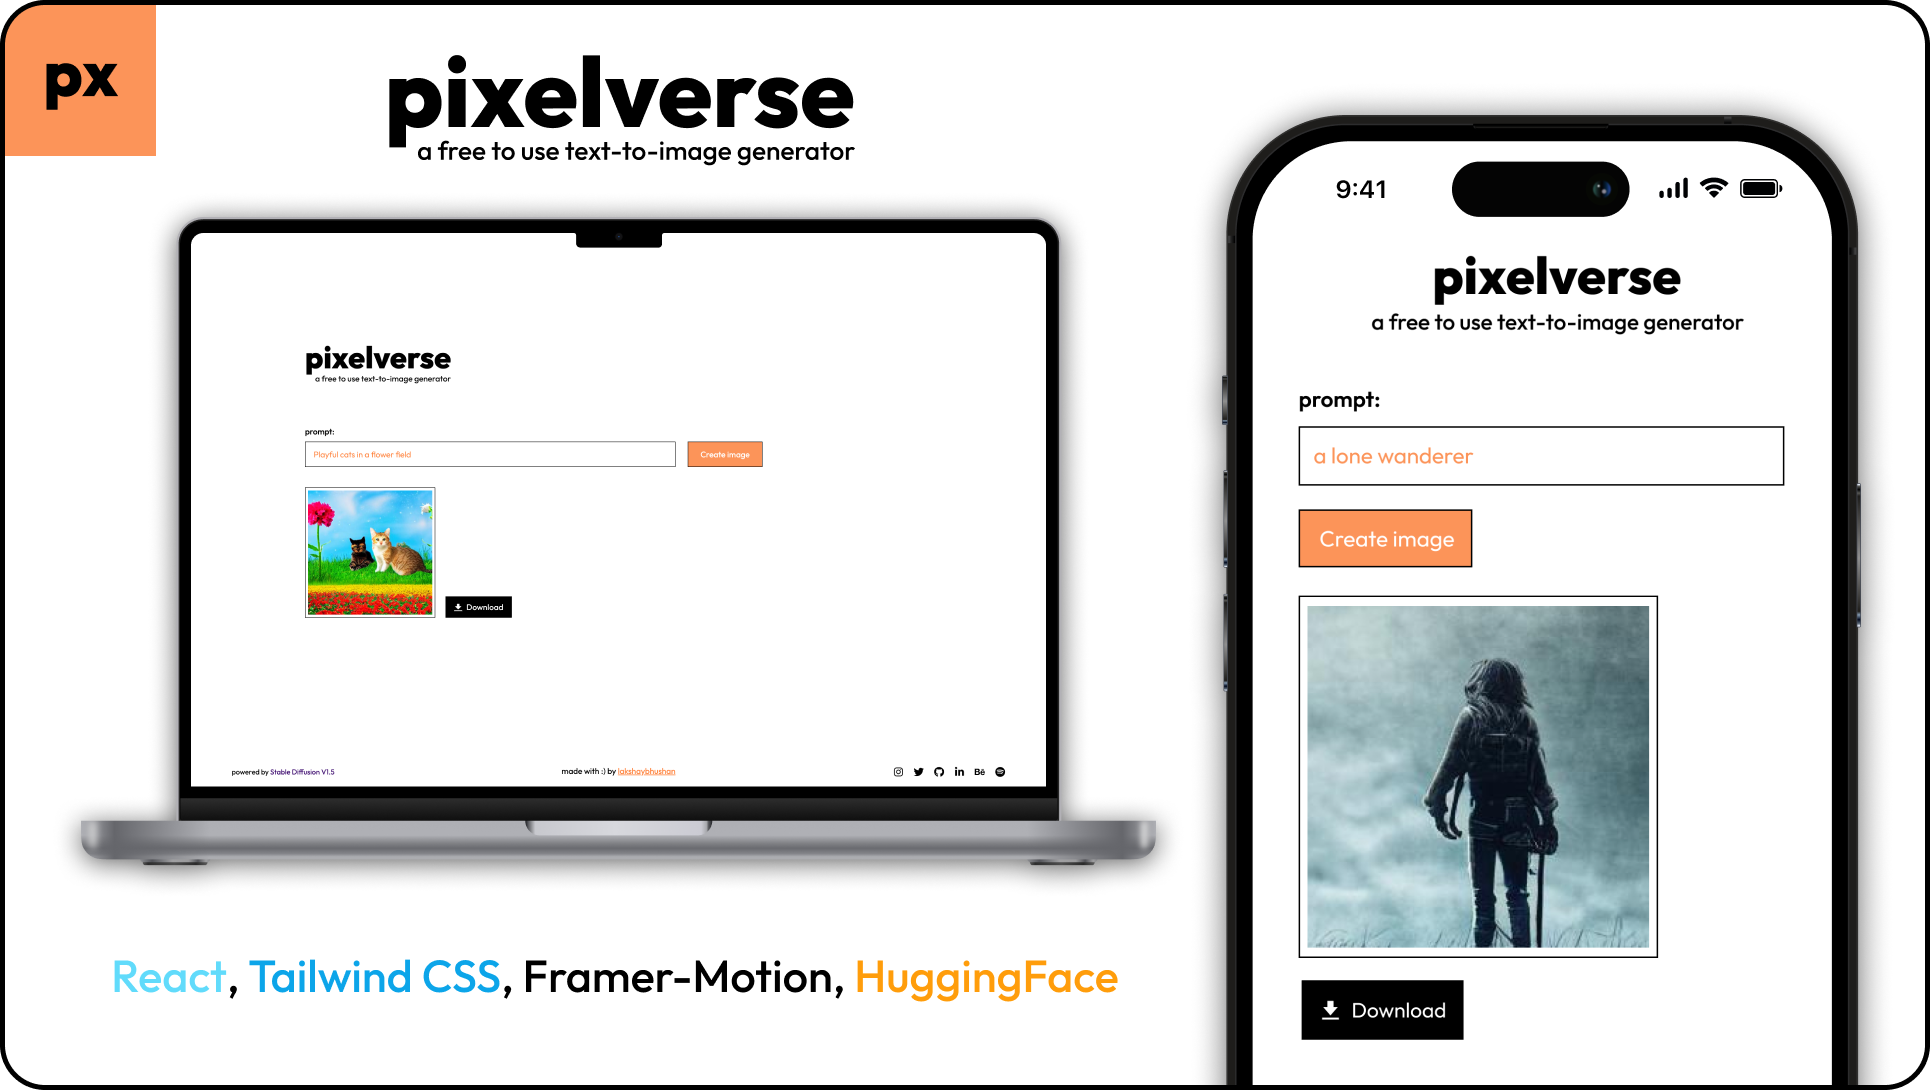 px
pixelverse
a free to use text-to-image generator
pixelverse
a free to use text-to-image generator
prompt:
Playful cats in a flower field
Create image
Download
powered by Stable Diffusion V1.5
made with :) by lakshaybhushan
in
Bē
React, Tailwind CSS, Framer-Motion, HuggingFace
9:41
pixelverse
a free to use text-to-image generator
prompt:
a lone wanderer
Create image
Download